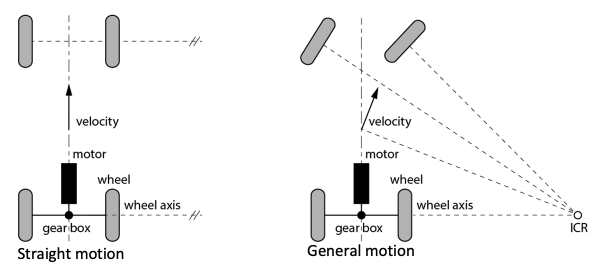 velocity
motor
wheel
wheel axis
gear box
Straight motion
velocity
motor
wheel
wheel axis
gear box
ICR
General motion